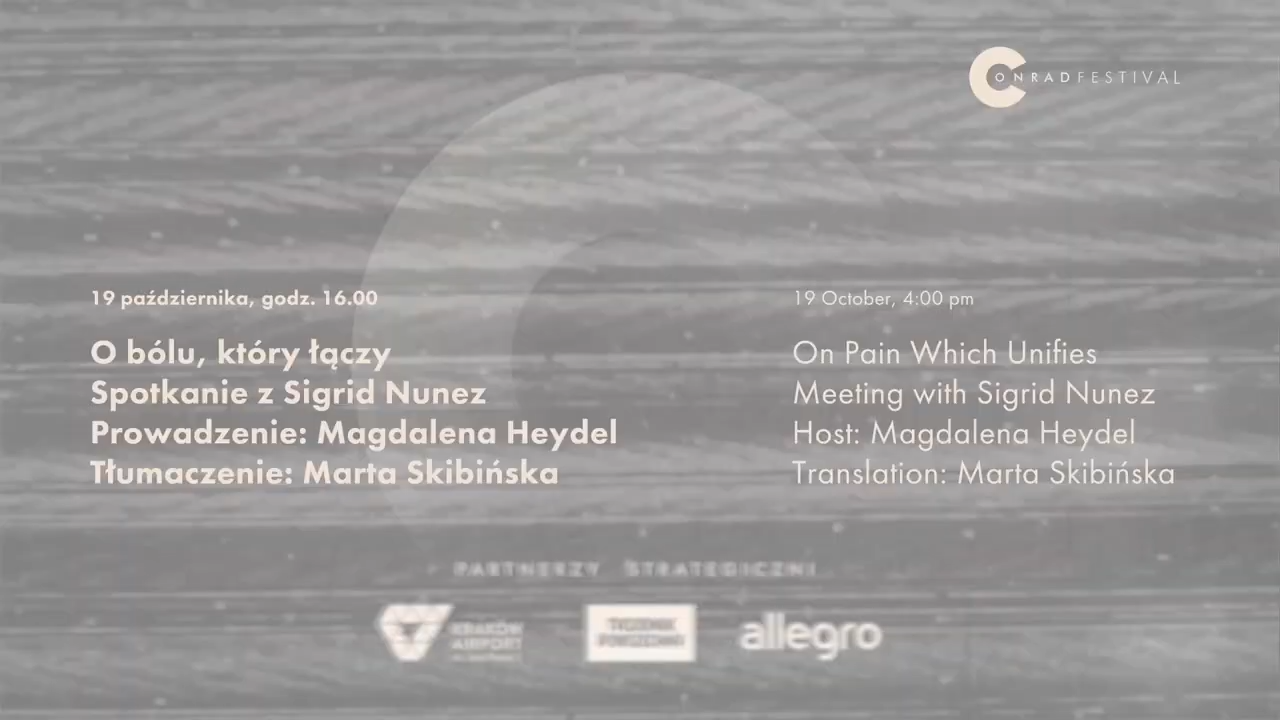 CONRADFESTIVAL
19 października, godz. 16.00
O bólu, który łączy
Spotkanie z Sigrid Nunez
Prowadzenie: Magdalena Heydel
Tłumaczenie: Marta Skibińska
19 October, 4:00 pm
On Pain Which Unifies
Meeting with Sigrid Nunez
Host: Magdalena Heydel
Translation: Marta Skibińska
PARTNERZY STRATEGICZNI
KRAKÓW
AIRPORT
TYGODNIK
POWSZECHNY
allegro